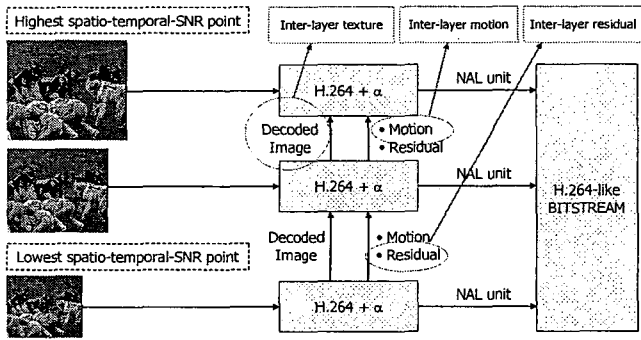 Highest spatio-temporal-SNR point
Inter-layer texture
Inter-layer motion
Inter-layer residual
H.264 + α
NAL unit
Decoded
Image
• Motion
• Residual
H.264 + α
NAL unit
H.264-like
BITSTREAM
Lowest spatio-temporal-SNR point
Decoded
Image
• Motion
• Residual
H.264 + α
NAL unit